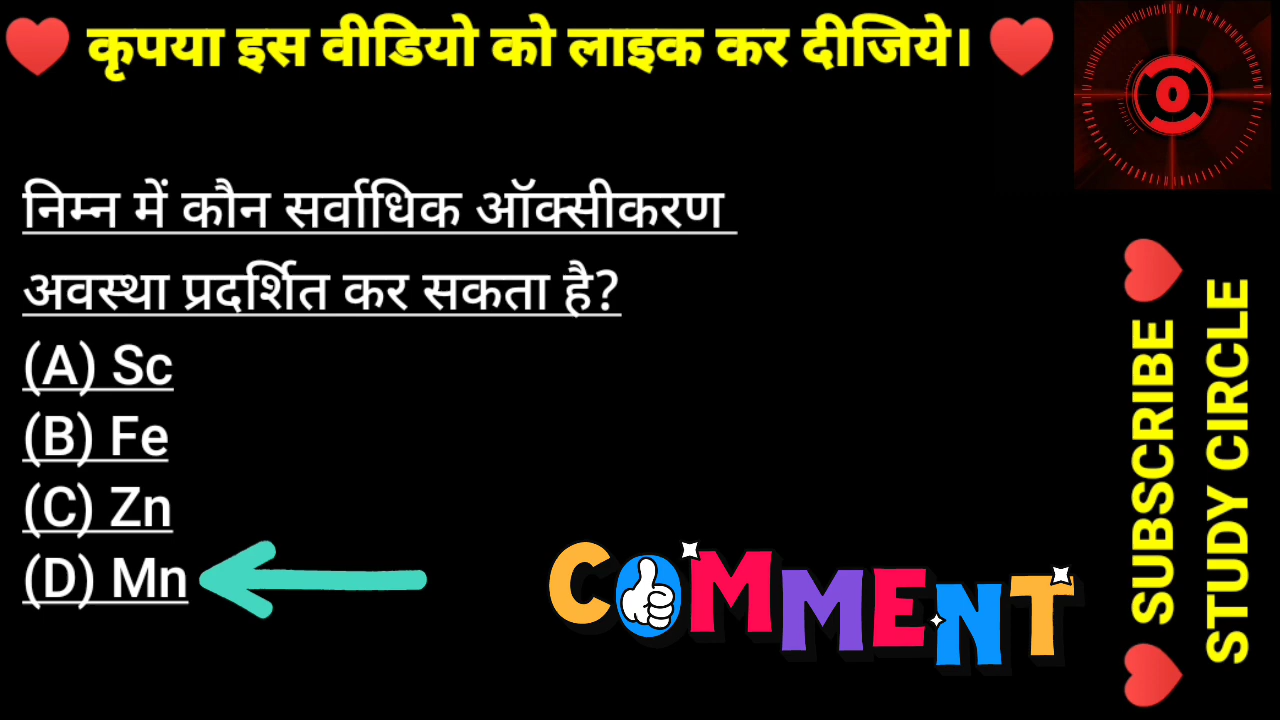 कृपया इस वीडियो को लाइक कर दीजिये।
निम्न में कौन सर्वाधिक ऑक्सीकरण
अवस्था प्रदर्शित कर सकता है?
(A) Sc
(B) Fe
(C) Zn
(D) Mn
COMMENT
SUBSCRIBE
STUDY CIRCLE
0